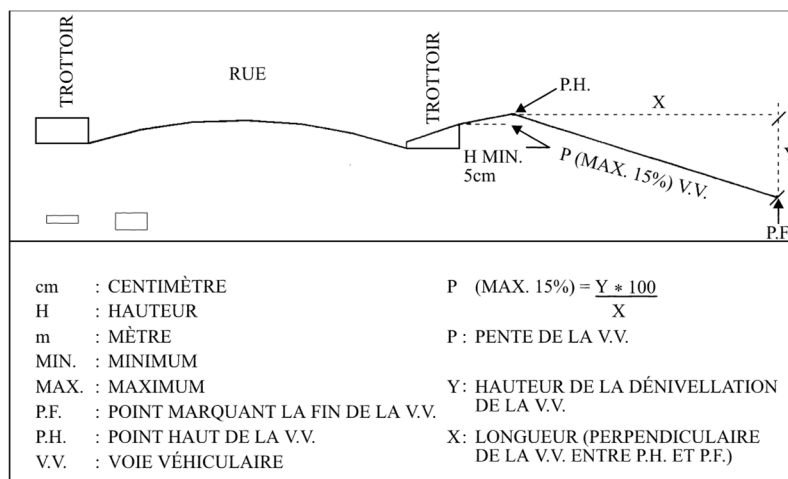 TROTTOIR
RUE
TROTTOIR
P.H.
X
H MIN.
5cm
P (MAX. 15%) V.V.
Y
P.F
cm : CENTIMÈTRE
H : HAUTEUR
m : MÈTRE
MIN. : MINIMUM
MAX. : MAXIMUM
P.F. : POINT MARQUANT LA FIN DE LA V.V.
P.H. : POINT HAUT DE LA V.V.
V.V. : VOIE VÉHICULAIRE
P (MAX. 15%) = Y * 100
X
P : PENTE DE LA V.V.
Y: HAUTEUR DE LA DÉNIVELLATION
DE LA V.V.
X: LONGUEUR (PERPENDICULAIRE
DE LA V.V. ENTRE P.H. ET P.F.)